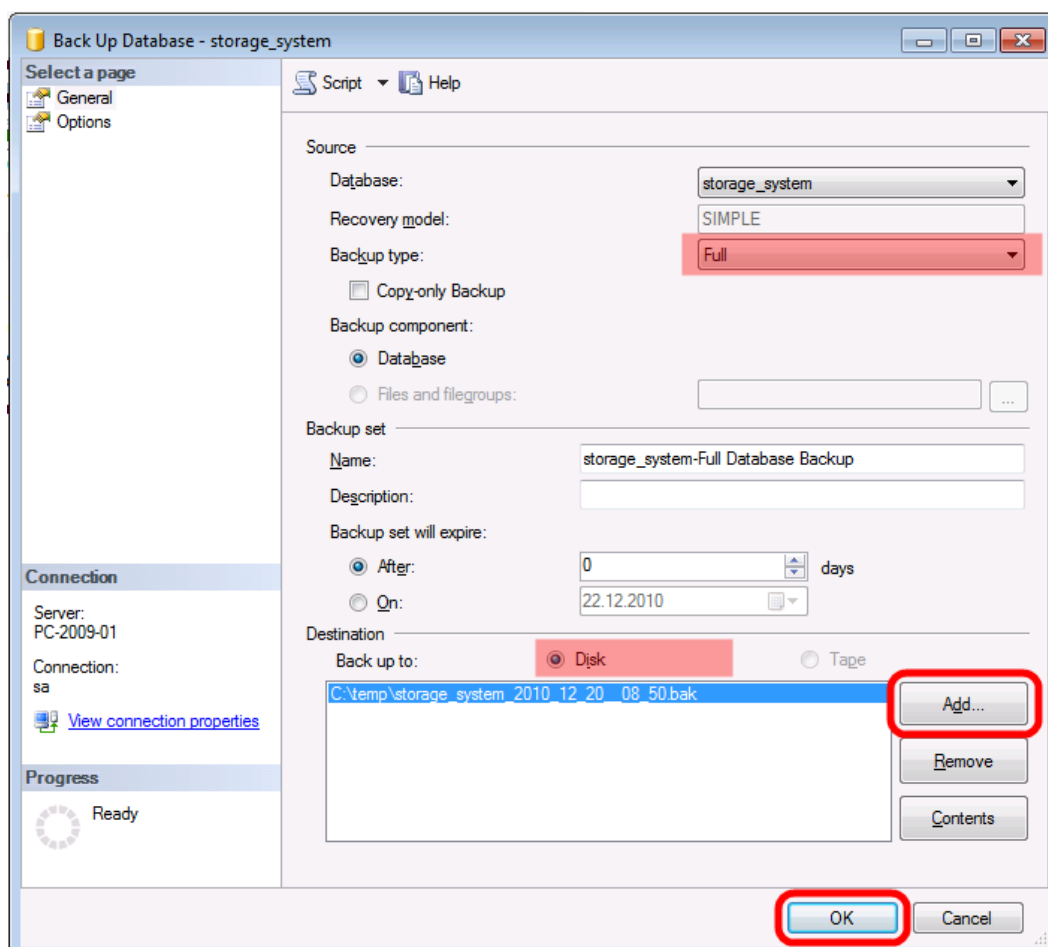 Back Up Database - storage_system
Select a page
General
Options
Script
Help
Source
Database:
storage_system
Recovery model:
SIMPLE
Backup type:
Full
Copy-only Backup
Backup component:
Database
Files and filegroups:
...
Backup set
Name:
storage_system-Full Database Backup
Description:
Backup set will expire:
After:
0
days
On:
22.12.2010
Destination
Back up to:
Disk
Tape
C:\temp\storage_system_2010_12_20__08_50.bak
Add...
Remove
Contents
Connection
Server:
PC-2009-01
Connection:
sa
View connection properties
Progress
Ready
OK
Cancel